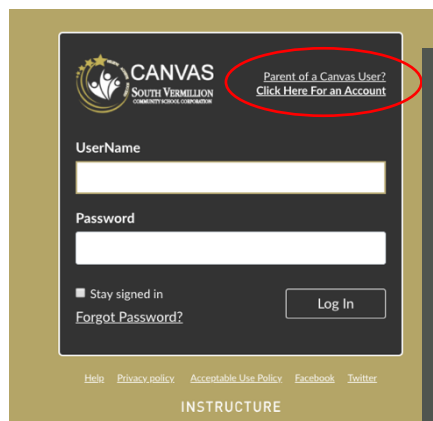 CANVAS
SOUTH VERMILLION
COMMUNITY SCHOOL CORPORATION
Parent of a Canvas User?
Click Here For an Account
UserName
Password
Stay signed in
Log In
Forgot Password?
Help Privacy policy Acceptable Use Policy Facebook Twitter
INSTRUCTURE